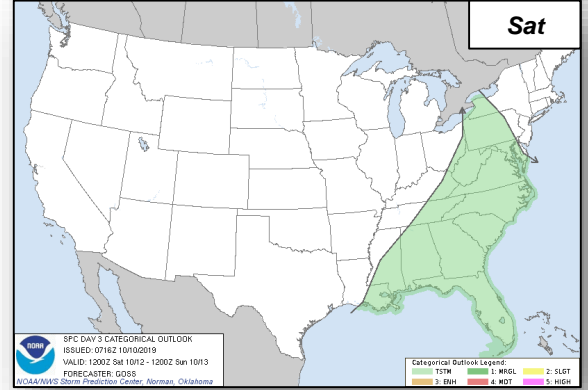 Sat
NOAA
SPC DAY 3 CATEGORICAL OUTLOOK
ISSUED: 0716Z 10/10/2019
VALID: 1200Z Sat 10/12 - 1200Z Sun 10/13
FORECASTER: GOSS
NOAA/NWS Storm Prediction Center, Norman, Oklahoma
Categorical Outlook Legend:
TSTM 1: MRGL 2: SLGT
3: ENH 4: MDT 5: HIGH